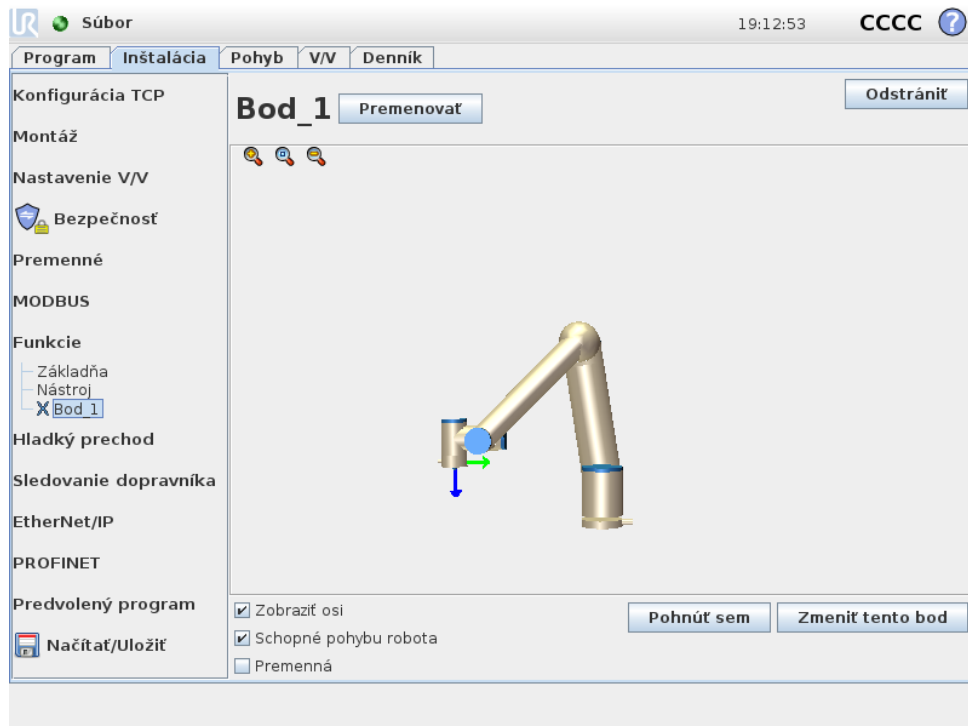 UR Súbor 19:12:53 CCCC ?
Program Inštalácia Pohyb V/V Denník
Konfigurácia TCP
Montáž
Nastavenie V/V
Bezpečnosť
Premenné
MODBUS
Funkcie
Základňa
Nástroj
Bod_1
Hladký prechod
Sledovanie dopravníka
EtherNet/IP
PROFINET
Predvolený program
Načítať/Uložiť
Bod_1 Premenovať Odstrániť
Zobraziť osi
Schopné pohybu robota
Premenná
Pohnúť sem Zmeniť tento bod